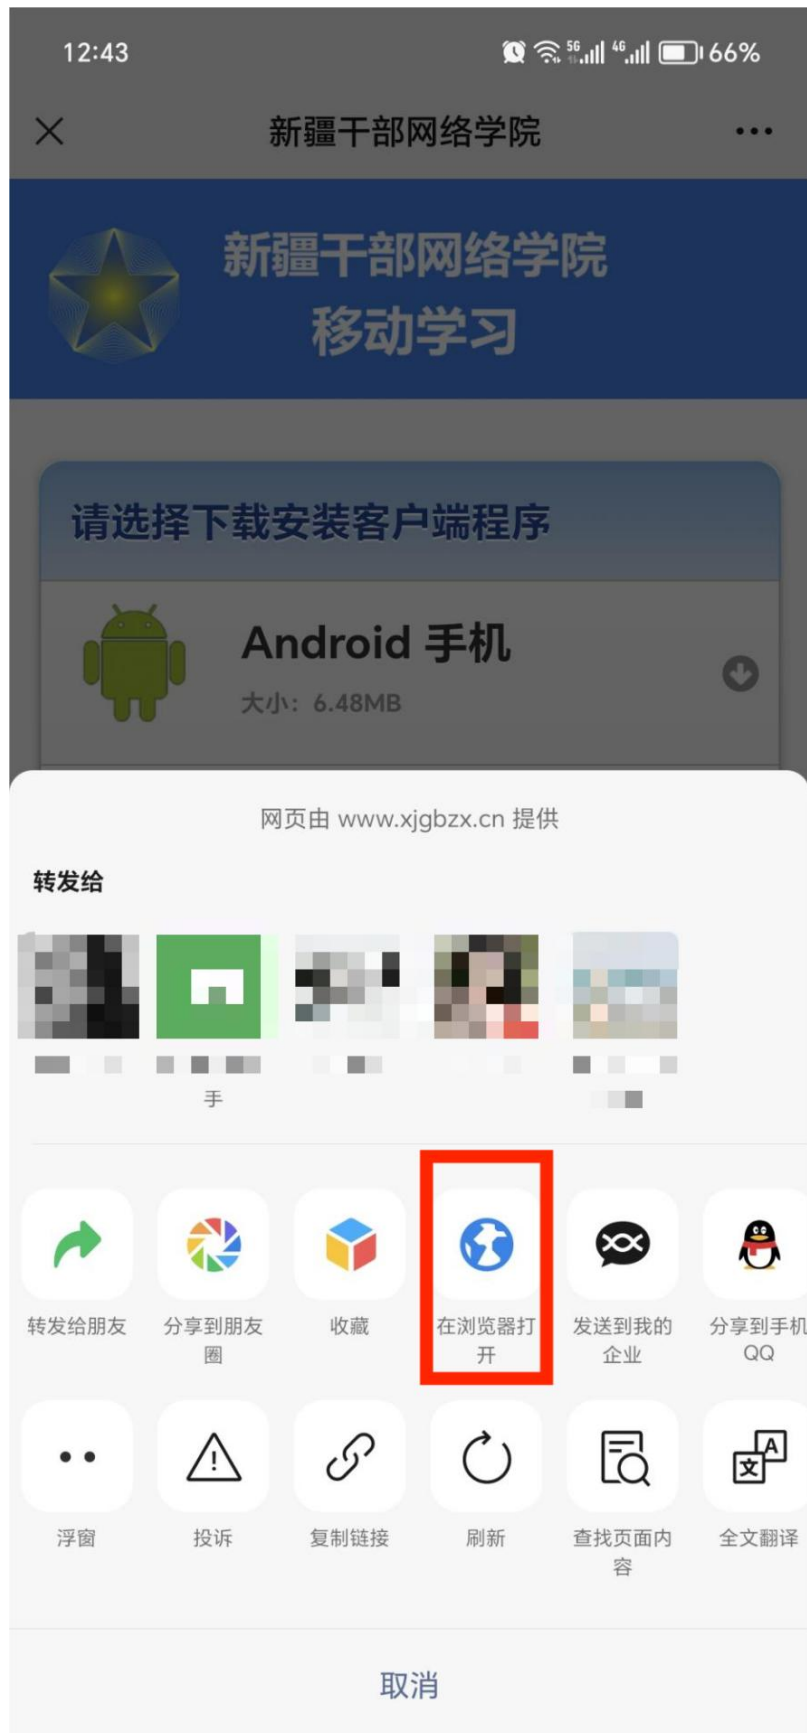 12:43
5G
4G
66%
新疆干部网络学院
新疆干部网络学院
移动学习
请选择下载安装客户端程序
Android 手机
大小：6.48MB
网页由 www.xjgbzx.cn 提供
转发给
手
转发给朋友
分享到朋友
圈
收藏
在浏览器打
开
发送到我的
企业
分享到手机
QQ
浮窗
投诉
复制链接
刷新
查找页面内
容
文
A
全文翻译
取消